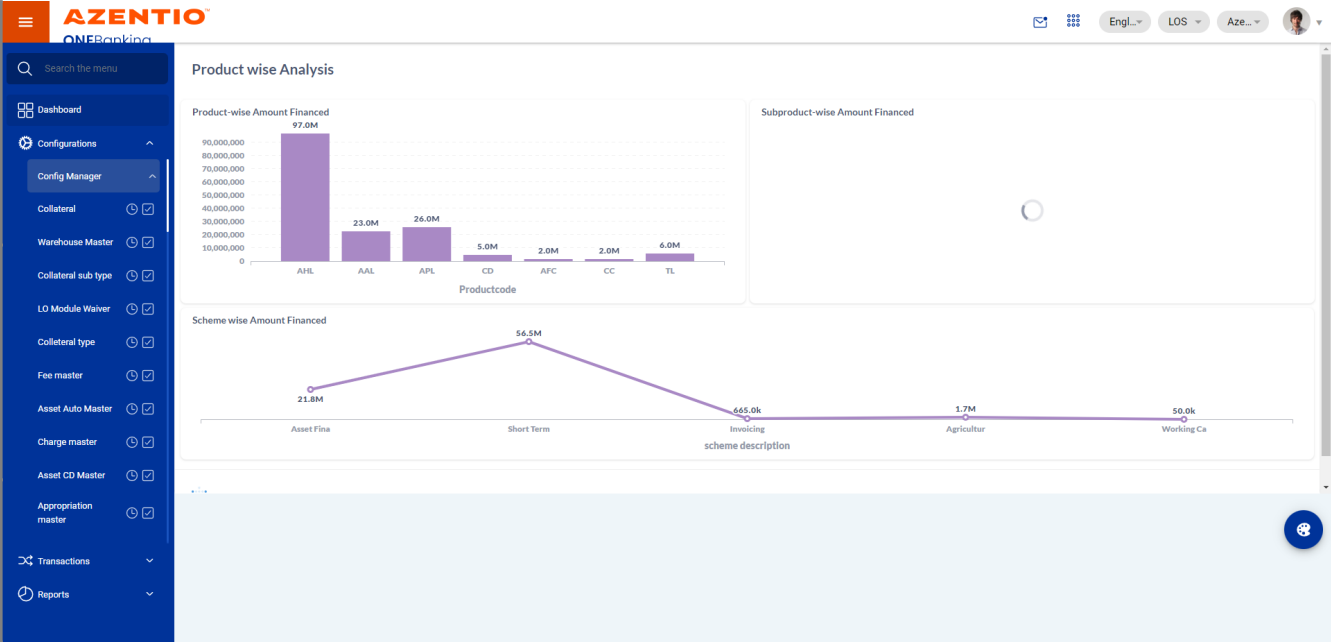 AZENTIO™
ONEBanking
Engl...
LOS
Aze...
Search the menu
Dashboard
Configurations
Config Manager
Collateral
Warehouse Master
Collateral sub type
LO Module Waiver
Colleteral type
Fee master
Asset Auto Master
Charge master
Asset CD Master
Appropriation
master
Transactions
Reports
Product wise Analysis
Product-wise Amount Financed
97.0M
90,000,000
80,000,000
70,000,000
60,000,000
50,000,000
40,000,000
30,000,000
20,000,000
10,000,000
0
23.0M
26.0M
5.0M
2.0M
2.0M
6.0M
AHL
AAL
APL
CD
AFC
CC
TL
Productcode
Subproduct-wise Amount Financed
Scheme wise Amount Financed
21.8M
56.5M
665.0k
1.7M
50.0k
Asset Fina
Short Term
Invoicing
Agricultur
Working Ca
scheme description